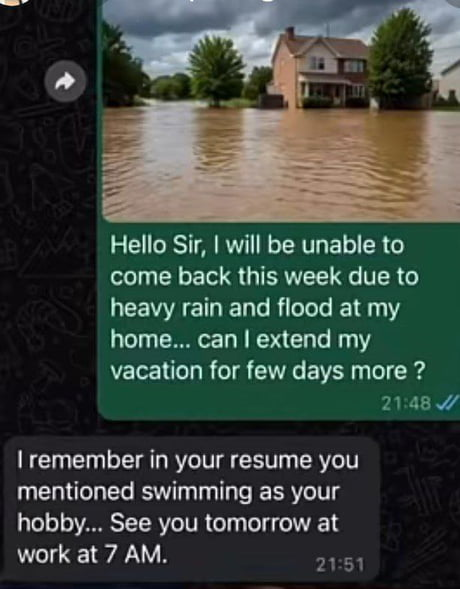 Hello Sir, I will be unable to
come back this week due to
heavy rain and flood at my
home... can I extend my
vacation for few days more ?
21:48
I remember in your resume you
mentioned swimming as your
hobby... See you tomorrow at
work at 7 AM.
21:51